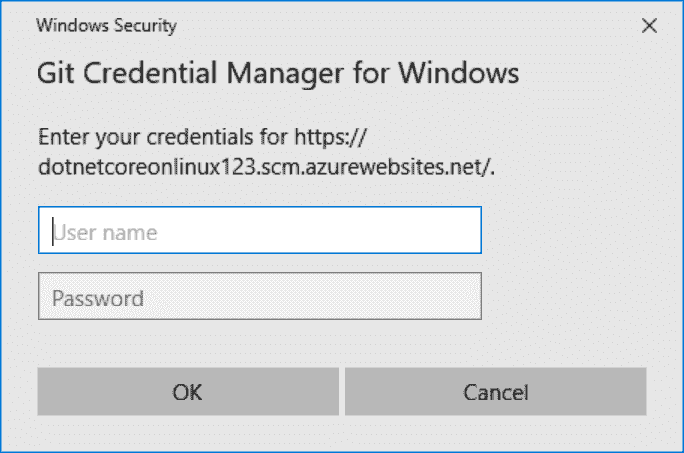 Windows Security
Git Credential Manager for Windows
Enter your credentials for https://
dotnetcoreonlinux123.scm.azurewebsites.net/.
User name
Password
OK Cancel